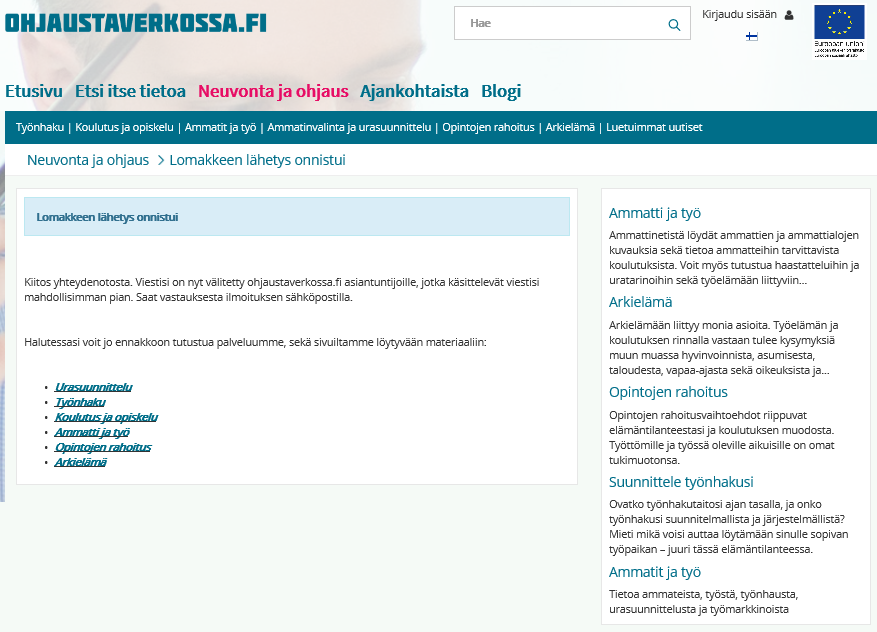 OHJAUSTAVERKOSSA.FI
Hae
Kirjaudu sisään
European union
Etusivu Etsi itse tietoa Neuvonta ja ohjaus Ajankohtaista Blogi
Työnhaku | Koulutus ja opiskelu | Ammatit ja työ | Ammatinvalinta ja urasuunnittelu | Opintojen rahoitus | Arkielämä | Luetuimmat uutiset
Neuvonta ja ohjaus > Lomakkeen lähetys onnistui
Lomakkeen lähetys onnistui
Kiitos yhteydenotosta. Viestisi on nyt välitetty ohjaustaverkossa.fi asiantuntijoille, jotka käsittelevät viestisi
mahdollisimman pian. Saat vastauksesta ilmoituksen sähköpostilla.
Halutessasi voit jo ennakkoon tutustua palveluumme, sekä sivuiltamme löytyvään materiaaliin:
• Urasuunnittelu
• Työnhaku
• Koulutus ja opiskelu
• Ammatti ja työ
• Opintojen rahoitus
• Arkielämä
Ammatti ja työ
Ammattinetistä löydät ammattien ja ammattialojen
kuvauksia sekä tietoa ammatteihin tarvittavista
koulutuksista. Voit myös tutustua haastatteluihin ja
uratarinoihin sekä työelämään liittyviin...
Arkielämä
Arkielämään liittyy monia asioita. Työelämän ja
koulutuksen rinnalla vastaan tulee kysymyksiä
muun muassa hyvinvoinnista, asumisesta,
taloudesta, vapaa-ajasta sekä oikeuksista ja...
Opintojen rahoitus
Opintojen rahoitusvaihtoehdot riippuvat
elämäntilanteestasi ja koulutuksen muodosta.
Työttömille ja työssä oleville aikuisille on omat
tukimuotonsa.
Suunnittele työnhakusi
Ovatko työnhakutaitosi ajan tasalla, ja onko
työnhakusi suunnitelmallista ja järjestelmällistä?
Mieti mikä voisi auttaa löytämään sinulle sopivan
työpaikan – juuri tässä elämäntilanteessa.
Ammatit ja työ
Tietoa ammateista, työstä, työnhausta,
urasuunnittelusta ja työmarkkinoista